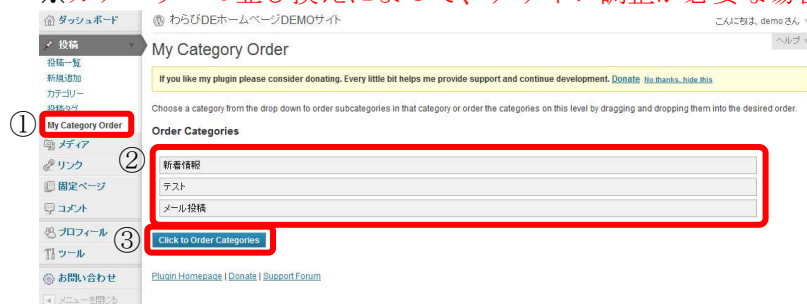 ダッシュボード
わらびDEホームページDEMOサイト
こんにちは、demo さん
投稿
ヘルプ
My Category Order
投稿一覧
新規追加
カテゴリー
投稿タグ
If you like my plugin please consider donating. Every little bit helps me provide support and continue development. Donate No thanks, hide this
Choose a category from the drop down to order subcategories in that category or order the categories on this level by dragging and dropping them into the desired order.
① My Category Order
Order Categories
メディア
リンク
② 新着情報
固定ページ
テスト
コメント
メール投稿
プロフィール
③ Click to Order Categories
ツール
お問い合わせ
Plugin Homepage | Donate | Support Forum
メニューを閉じる